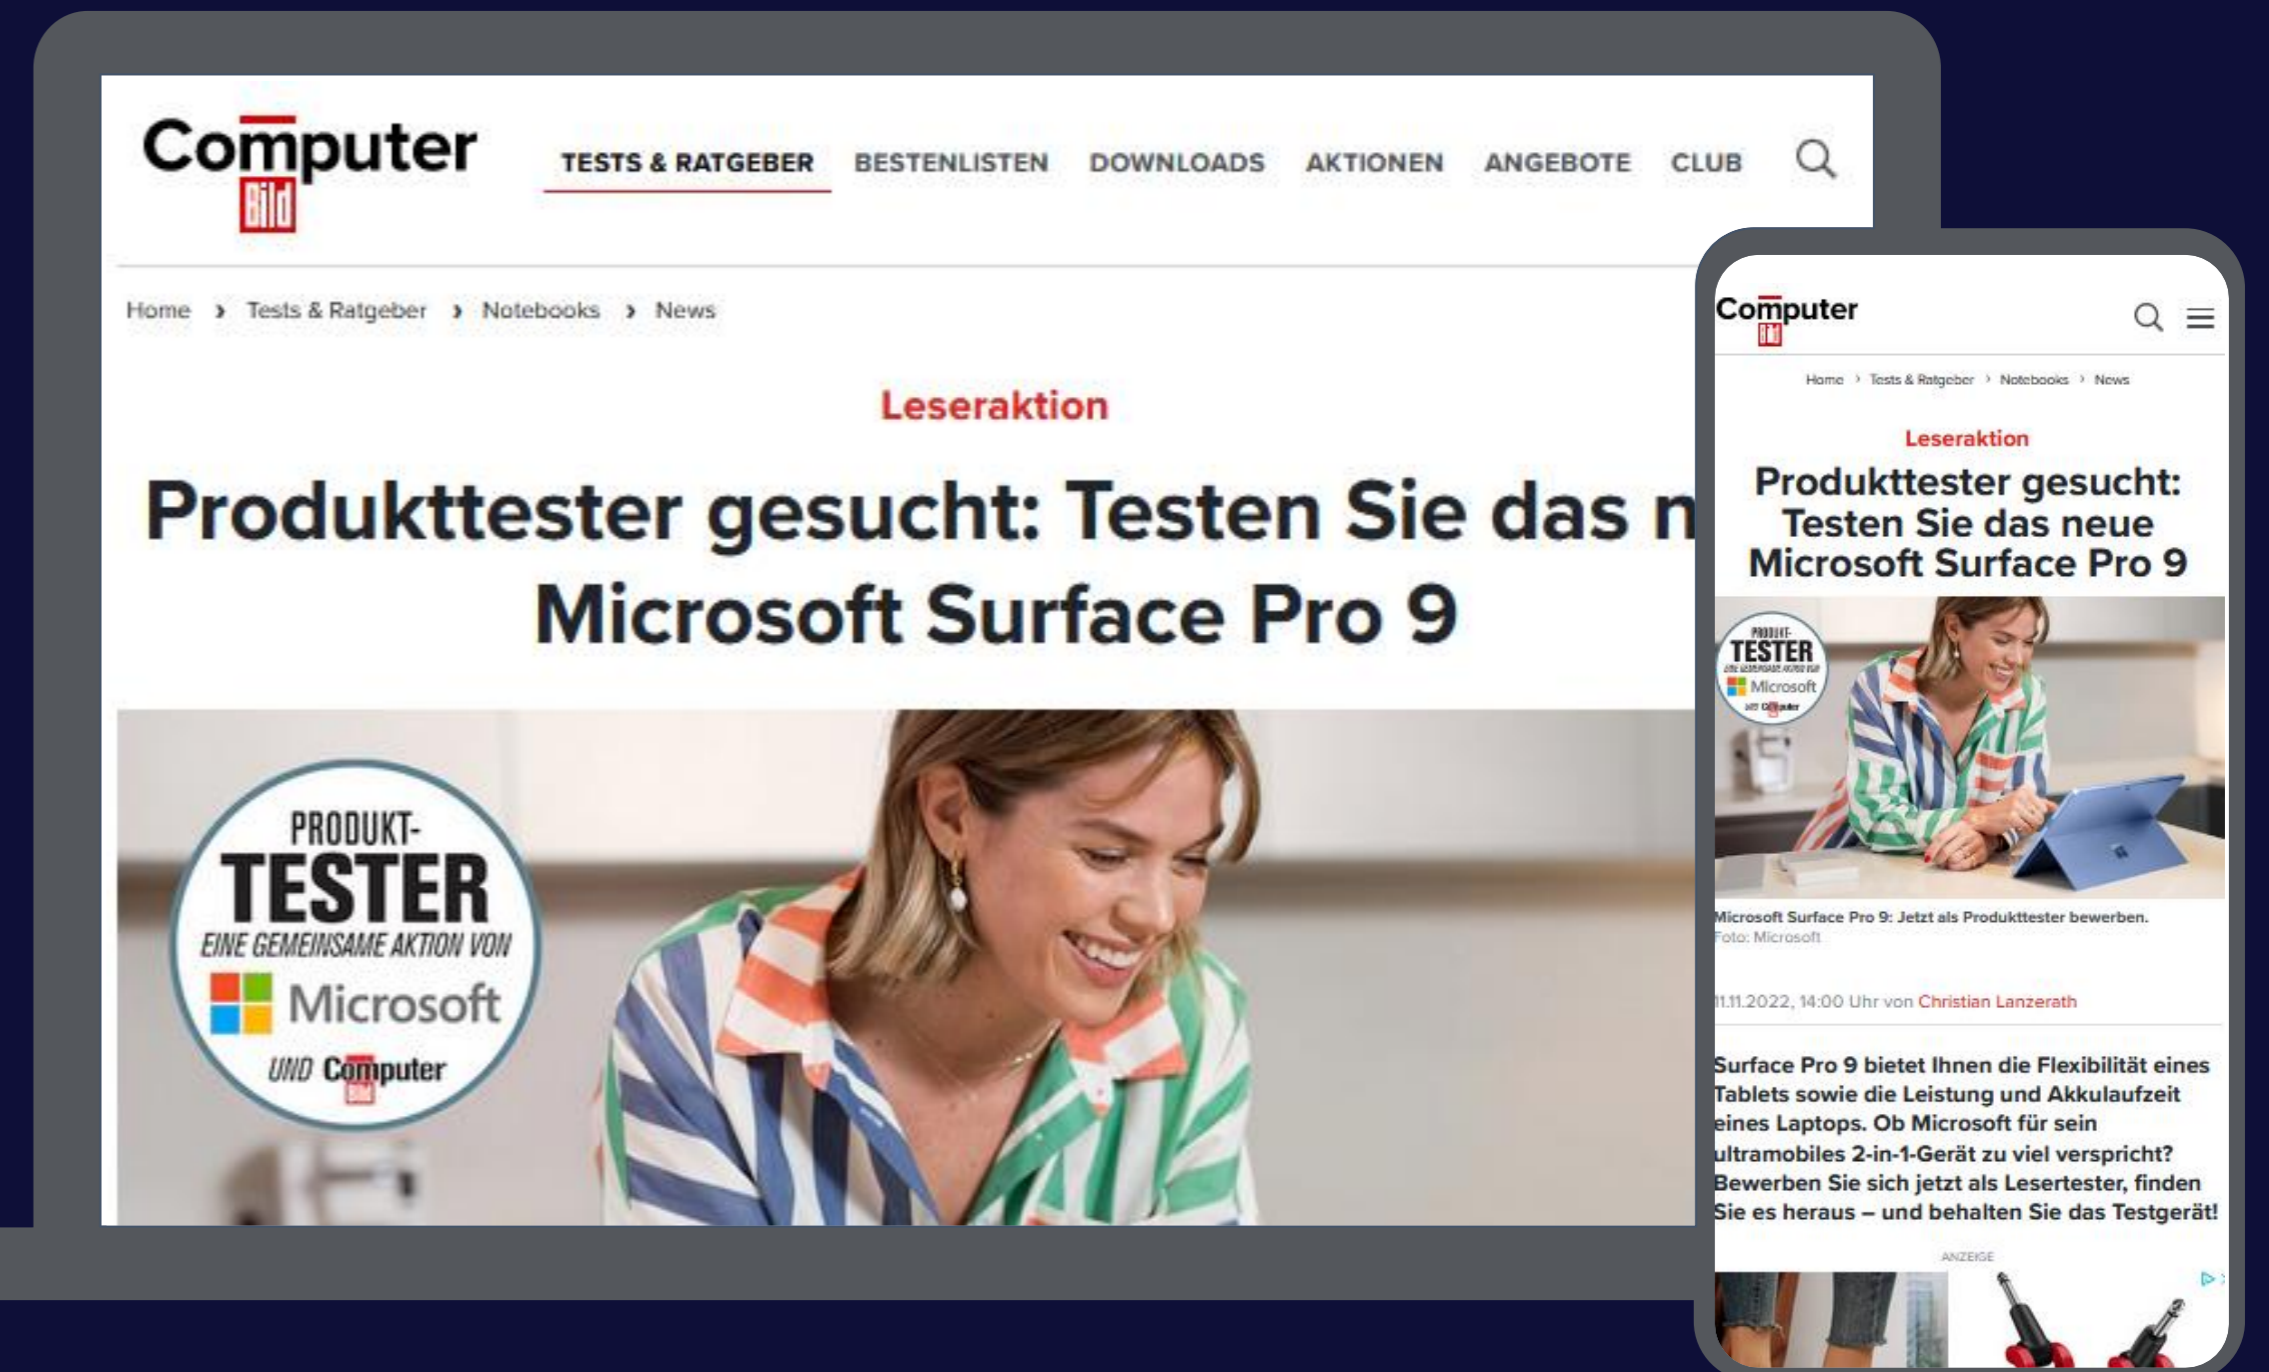 Computer
Bild
TESTS & RATGEBER BESTENLISTEN DOWNLOADS AKTIONEN ANGEBOTE CLUB
Home › Tests & Ratgeber › Notebooks › News
Leseraktion
Produkttester gesucht: Testen Sie das n
Microsoft Surface Pro 9
PRODUKT-
TESTER
EINE GEMEINSAME AKTION VON
Microsoft
UND Computer
Bild
Computer
Bild
Home › Tests & Ratgeber › Notebooks › News
Leseraktion
Produkttester gesucht:
Testen Sie das neue
Microsoft Surface Pro 9
PRODUKT-
TESTER
EINE GEMEINSAME AKTION VON
Microsoft
UND Computer
Microsoft Surface Pro 9: Jetzt als Produkttester bewerben.
Foto: Microsoft
11.11.2022, 14:00 Uhr von Christian Lanzerath
Surface Pro 9 bietet Ihnen die Flexibilität eines
Tablets sowie die Leistung und Akkulaufzeit
eines Laptops. Ob Microsoft für sein
ultramobiles 2-in-1-Gerät zu viel verspricht?
Bewerben Sie sich jetzt als Lesertester, finden
Sie es heraus – und behalten Sie das Testgerät!
ANZEIGE